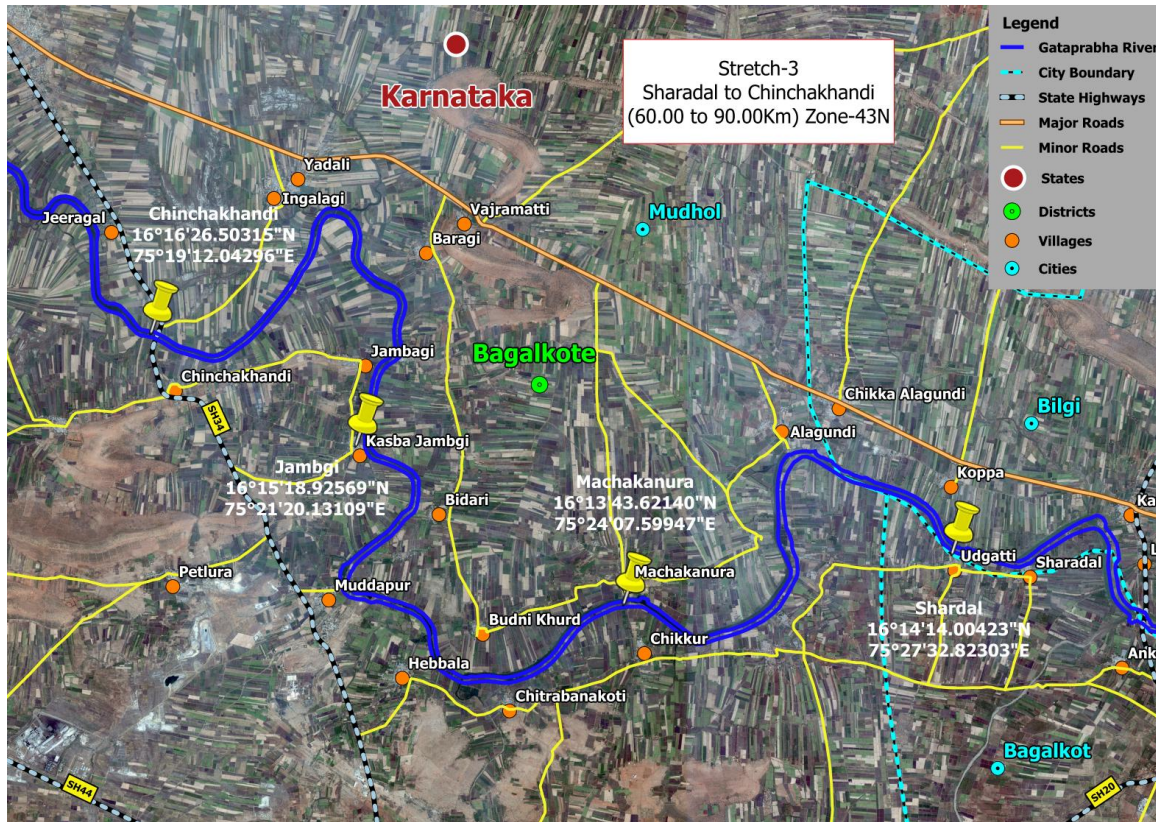 Stretch-3
Sharadal to Chinchakhandi
(60.00 to 90.00Km) Zone-43N
Legend
Gataprabha River
City Boundary
State Highways
Major Roads
Minor Roads
States
Districts
Villages
Cities
Karnataka
Yadali
Ingalagi
Jeeragal
Chinchakhandi
16°16'26.50315"N
75°19'12.04296"E
Vajramatti
Baragi
Mudhol
Jambagi
Bagalkote
Chinchakhandi
SH34
Chikka Alagundi
Bilgi
Alagundi
Kasba Jambgi
Jambgi
16°15'18.92569"N
75°21'20.13109"E
Machakanura
16°13'43.62140"N
75°24'07.59947"E
Koppa
Ka
Bidari
Udgatti
Sharadal
L
Petlura
Muddapur
Machakanura
Budni Khurd
Shardal
16°14'14.00423"N
75°27'32.82303"E
Chikkur
Hebbala
Ank
Chitrabanakoti
Bagalkot
SH44
SH20